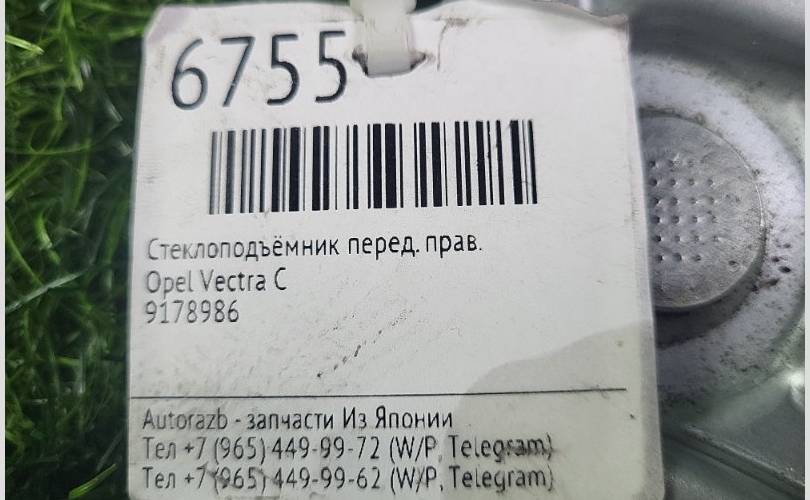 6755
Стеклоподъёмник перед. прав.
Opel Vectra C
9178986
Autorazb - запчасти Из Японии
Тел +7 (965) 449-99-72 (W/P, Telegram)
Тел +7 (965) 449-99-62 (W/P, Telegram)